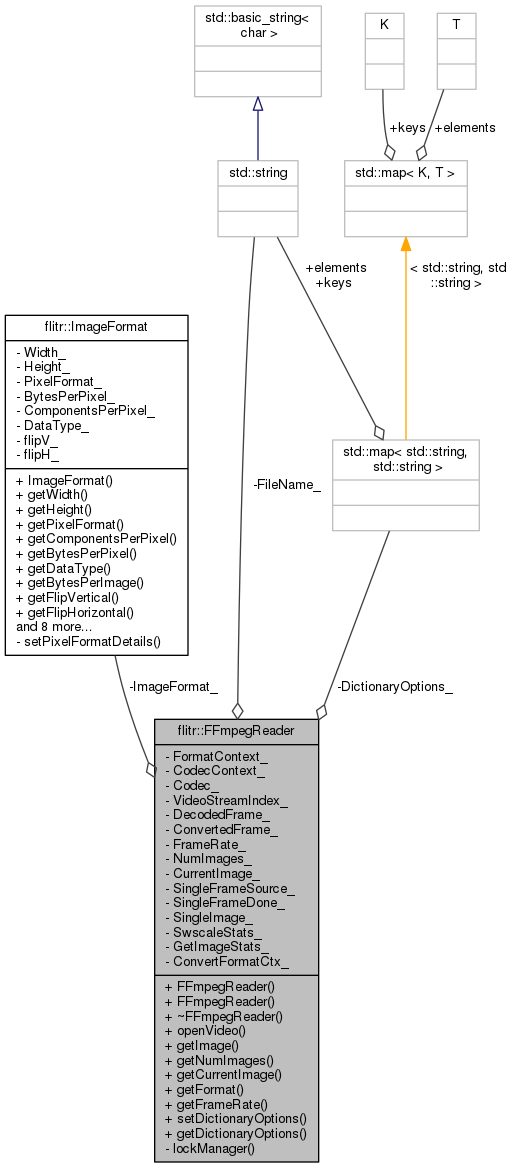 std::basic_string<
char >
K
T
+keys
+elements
std::string
std::map< K, T >
+elements
+keys
< std::string, std
::string >
flitr::ImageFormat
- Width_
- Height_
- PixelFormat_
- BytesPerPixel_
- ComponentsPerPixel_
- DataType_
- flipV_
- flipH_
+ ImageFormat()
+ getWidth()
+ getHeight()
+ getPixelFormat()
+ getComponentsPerPixel()
+ getBytesPerPixel()
+ getDataType()
+ getBytesPerImage()
+ getFlipVertical()
+ getFlipHorizontal()
and 8 more...
- setPixelFormatDetails()
std::map< std::string,
std::string >
-FileName_
-ImageFormat_
-DictionaryOptions_
flitr::FFmpegReader
- FormatContext_
- CodecContext_
- Codec_
- VideoStreamIndex_
- DecodedFrame_
- ConvertedFrame_
- FrameRate_
- NumImages_
- CurrentImage_
- SingleFrameSource_
- SingleFrameDone_
- SingleImage_
- SwscaleStats_
- GetImageStats_
- ConvertFormatCtx_
+ FFmpegReader()
+ FFmpegReader()
+ ~FFmpegReader()
+ openVideo()
+ getImage()
+ getNumImages()
+ getCurrentImage()
+ getFormat()
+ getFrameRate()
+ setDictionaryOptions()
+ getDictionaryOptions()
- lockManager()